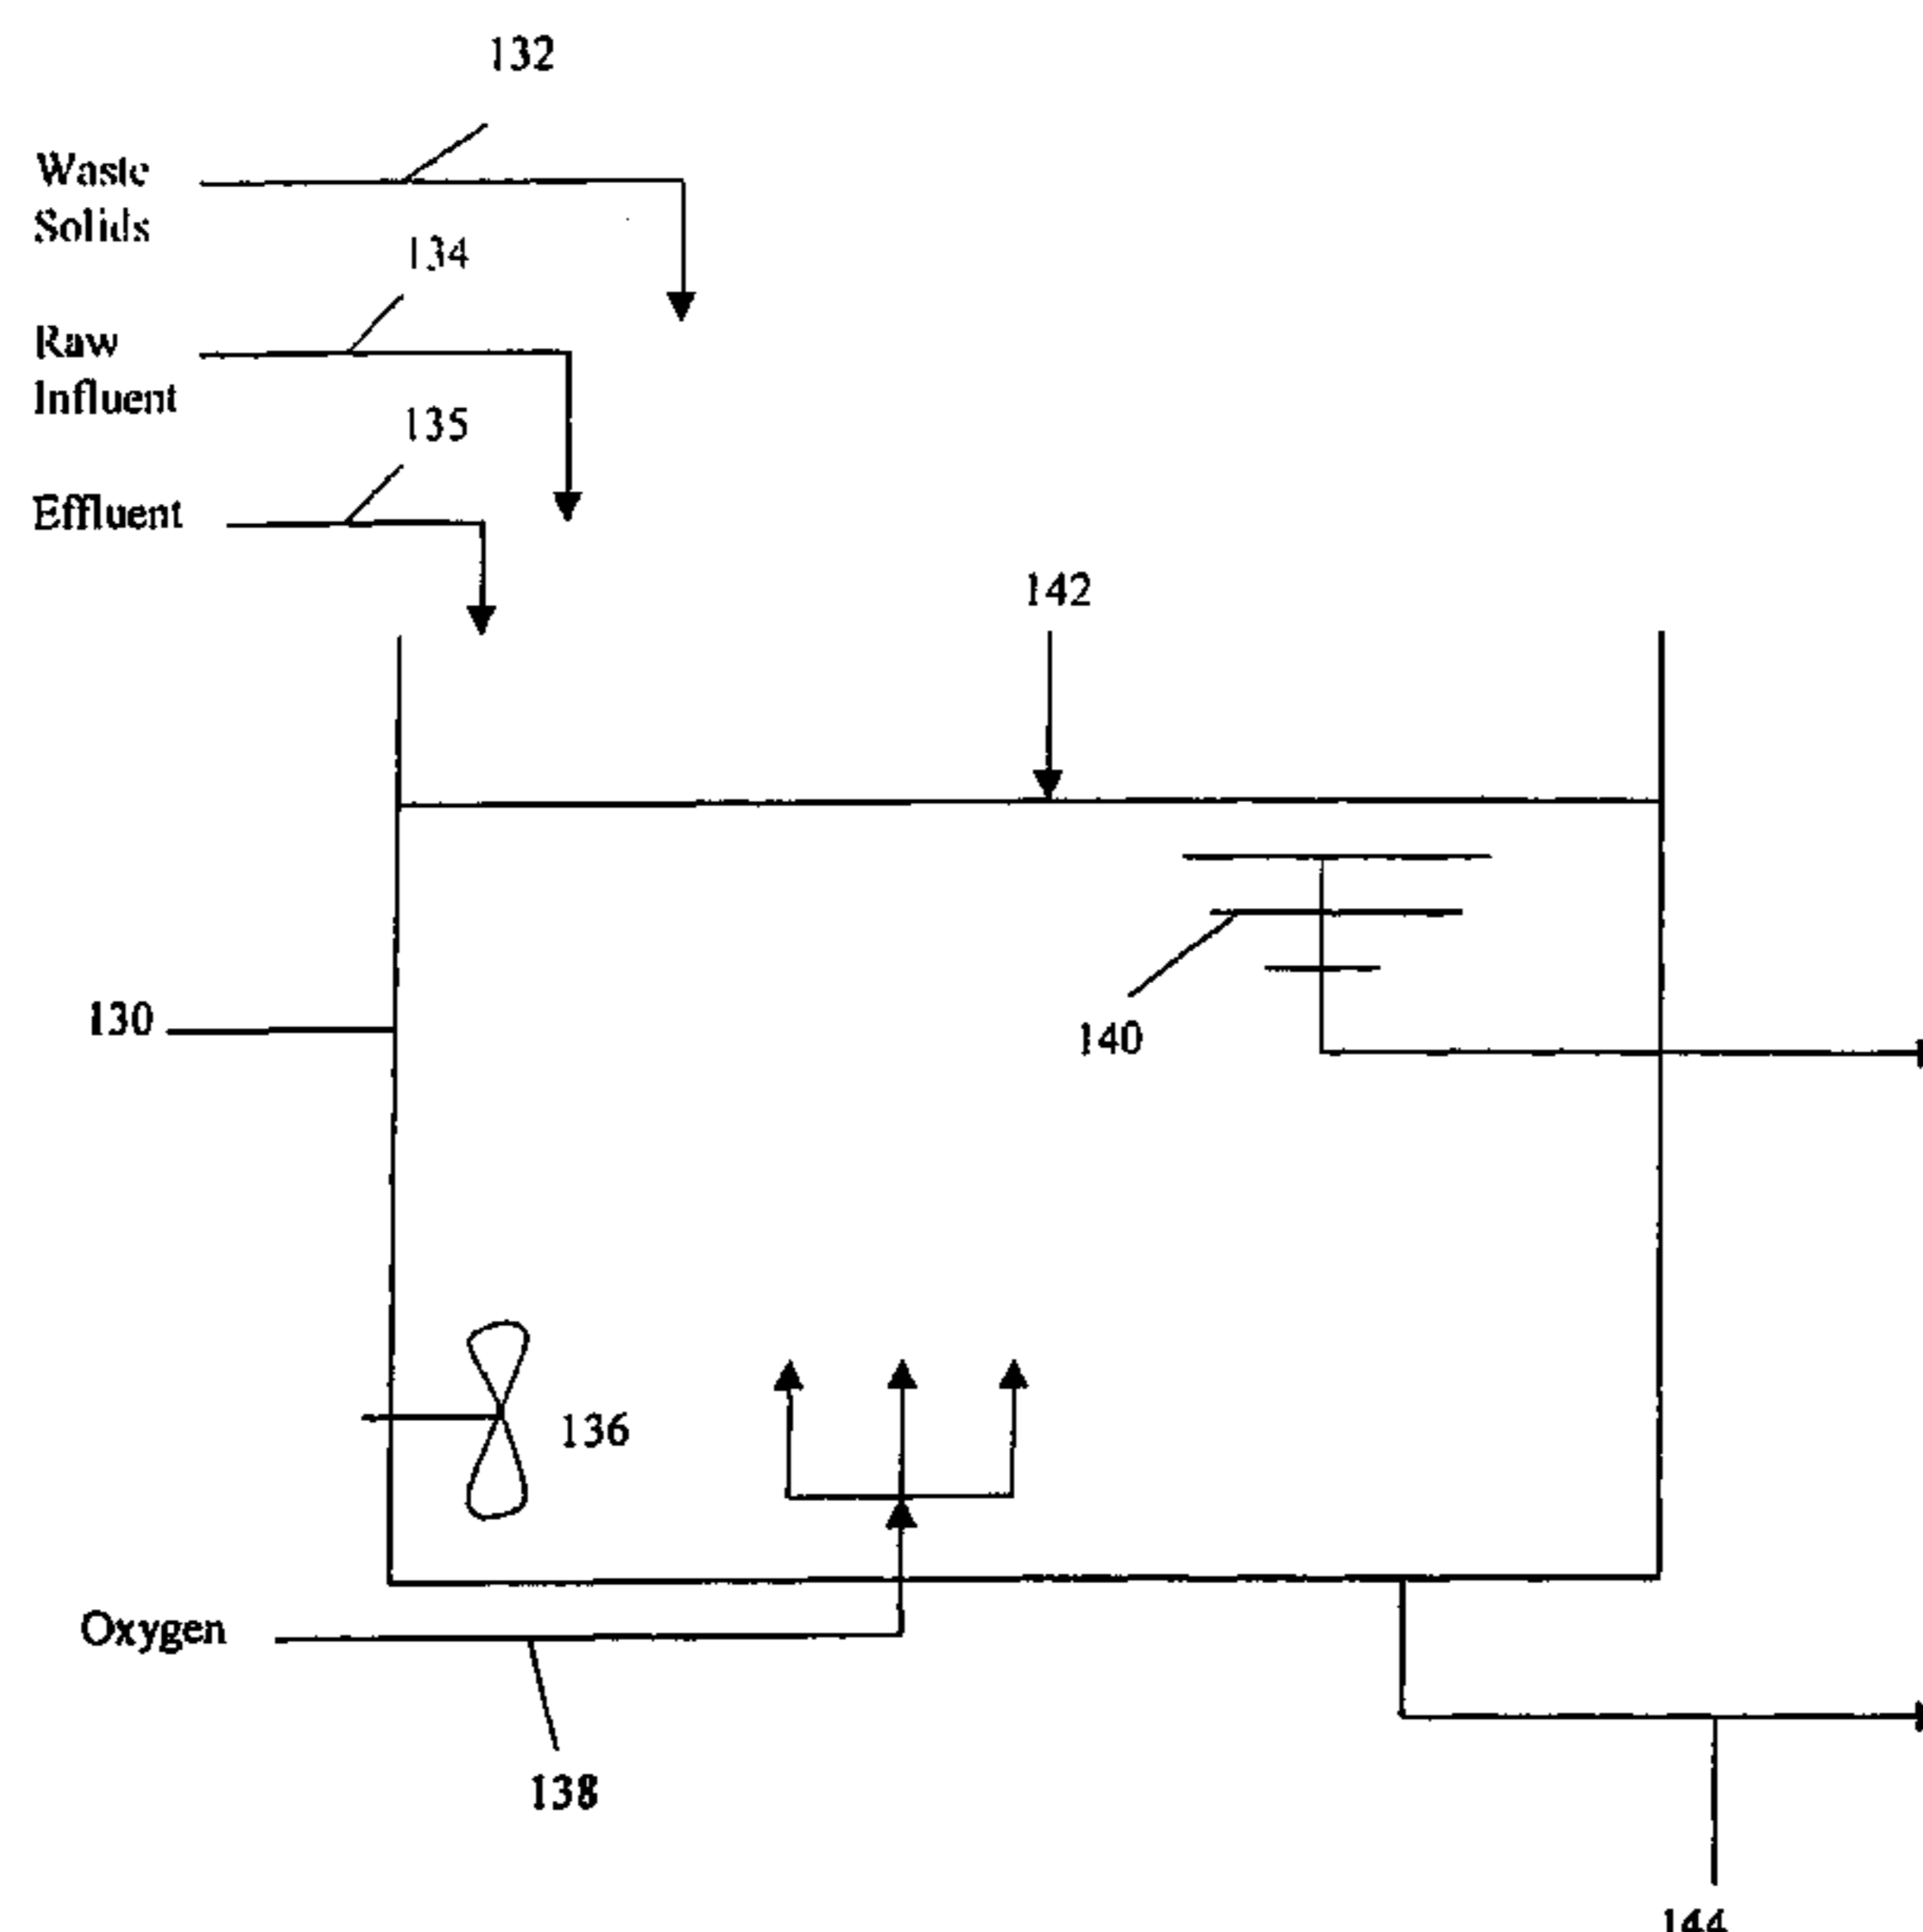 132
Waste
Solids
134
Raw
Influent
135
Effluent
142
130
140
136
Oxygen
138
144